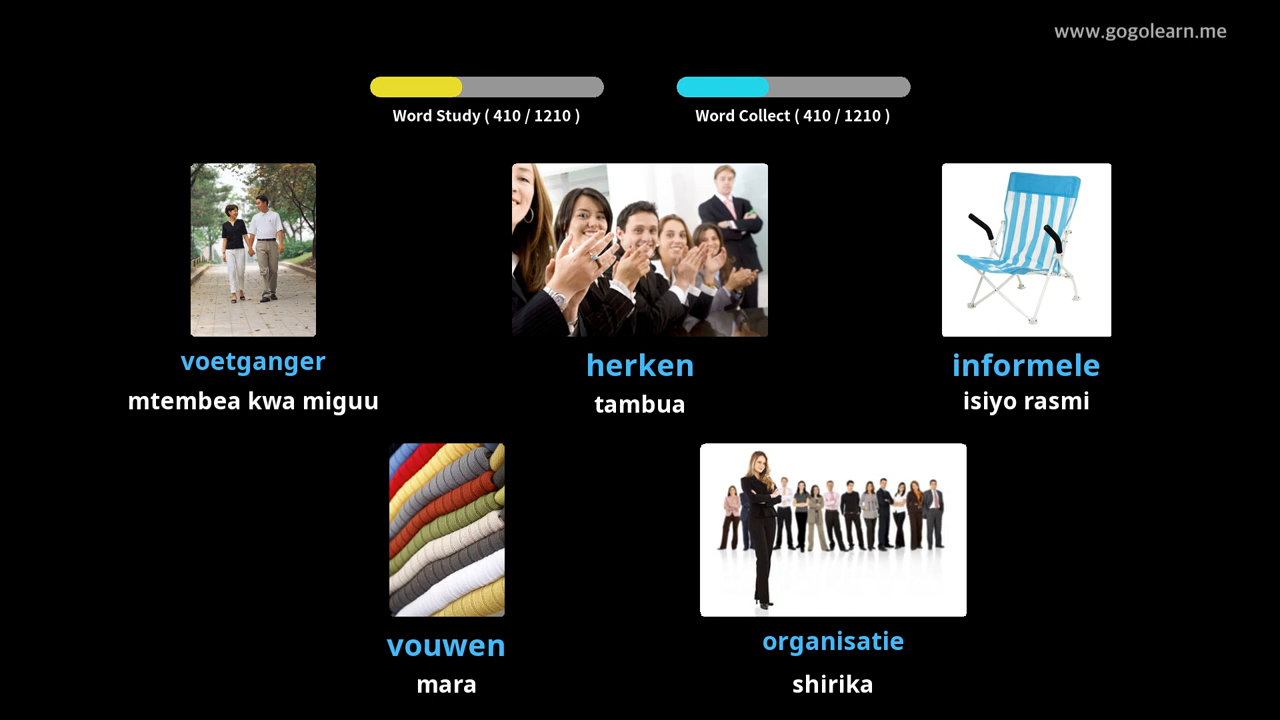 www.gogolearn.me
Word Study ( 410 / 1210 )
Word Collect ( 410 / 1210 )
voetganger
mtembea kwa miguu
herken
tambua
informele
isiyo rasmi
vouwen
mara
organisatie
shirika